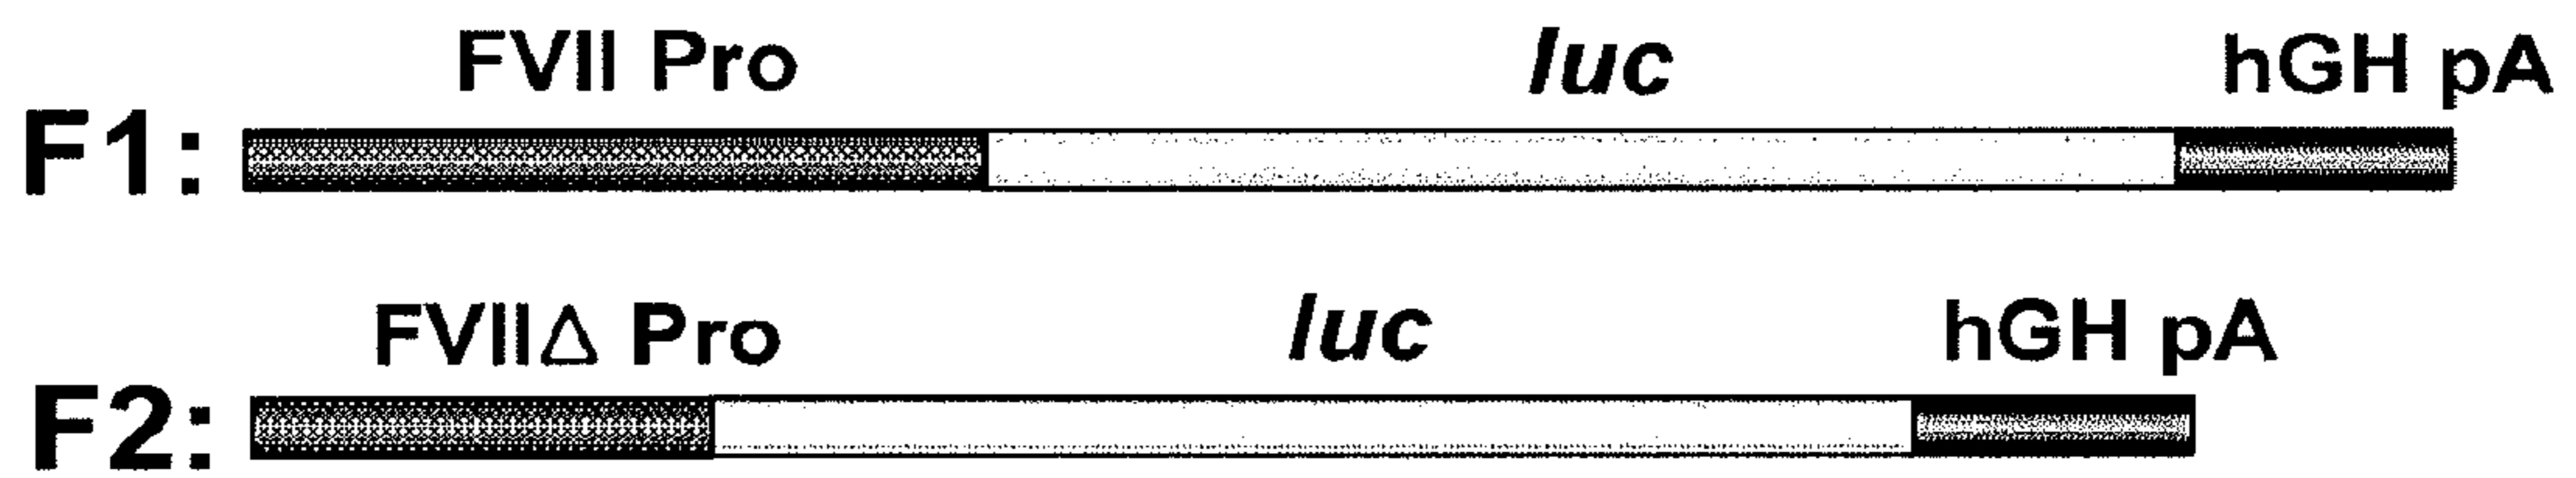 FVII Pro luc hGH pA
F1:
FVIIΔ Pro luc hGH pA
F2: